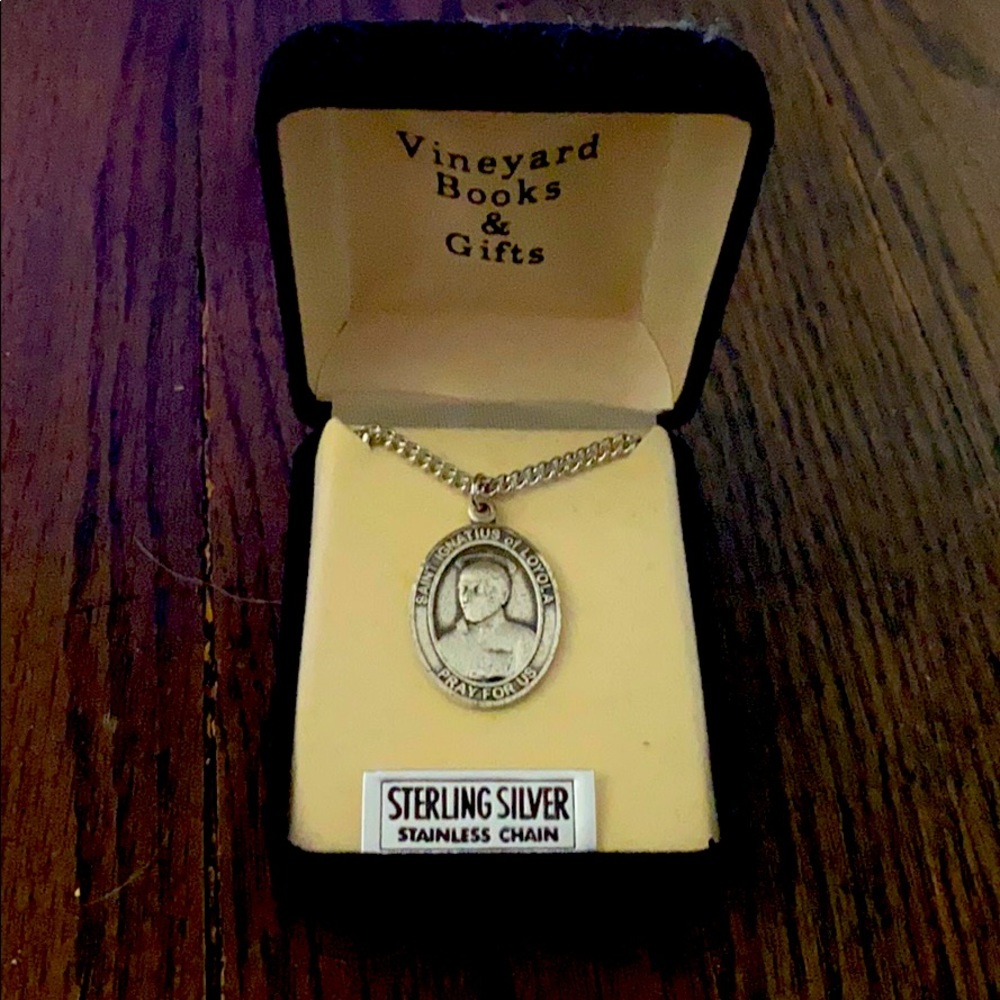 Vineyard
Books
&
Gifts
SAINT IGNATIUS of LOYOLA
PRAY FOR US
STERLING SILVER
STAINLESS CHAIN